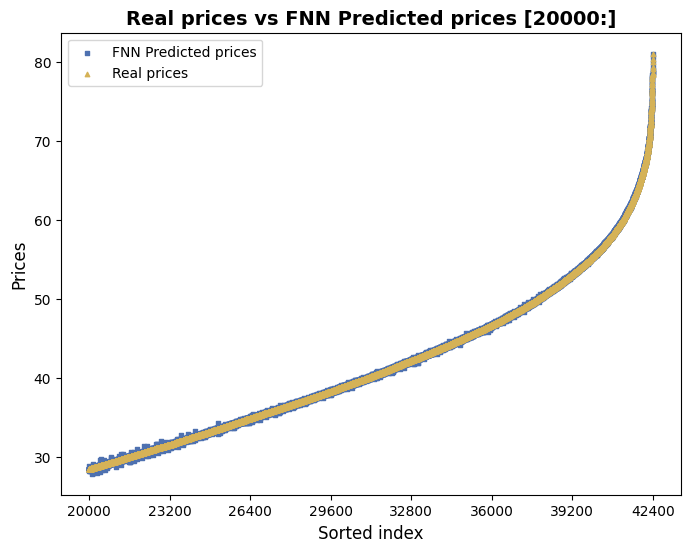 Real prices vs FNN Predicted prices [20000:]
FNN Predicted prices
Real prices
Prices
80
70
60
50
40
30
20000 23200 26400 29600 32800 36000 39200 42400
Sorted index